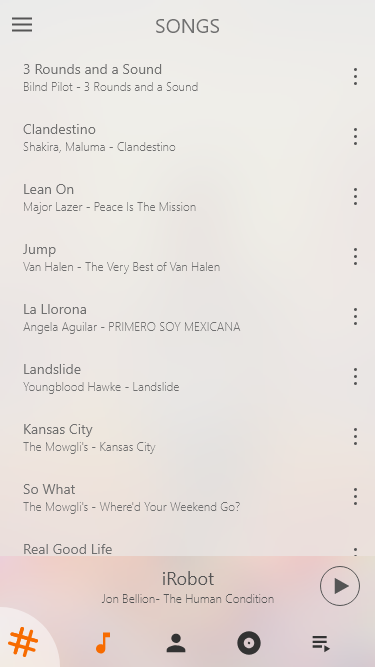 SONGS
3 Rounds and a Sound
Bilnd Pilot - 3 Rounds and a Sound
Clandestino
Shakira, Maluma - Clandestino
Lean On
Major Lazer - Peace Is The Mission
Jump
Van Halen - The Very Best of Van Halen
La Llorona
Angela Aguilar - PRIMERO SOY MEXICANA
Landslide
Youngblood Hawke - Landslide
Kansas City
The Mowgli's - Kansas City
So What
The Mowgli's - Where'd Your Weekend Go?
Real Good Life
iRobot
Jon Bellion- The Human Condition
#